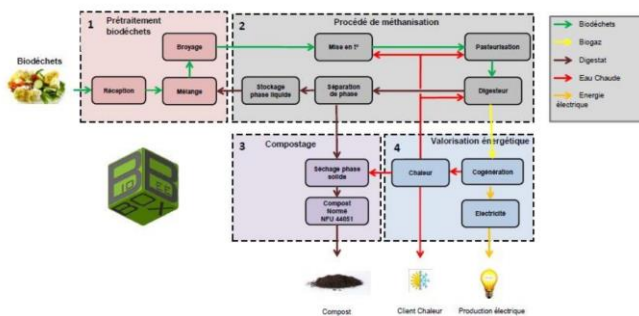 1
Prétraitement
biodéchets
2
Procédé de méthanisation
Biodéchets
Broyage
Réception
Mélange
Mise en t°
Pasteurisation
Stockage
phase liquide
Séparation
de phase
Digesteur
3
Compostage
Séchage phase
solide
Compost
Normé
NFU 44051
4
Valorisation énergétique
Chaleur
Cogénération
Electricité
Compost
Client Chaleur
Production électrique
Biodéchets
Biogaz
Digestat
Eau Chaude
Energie
électrique
BOX